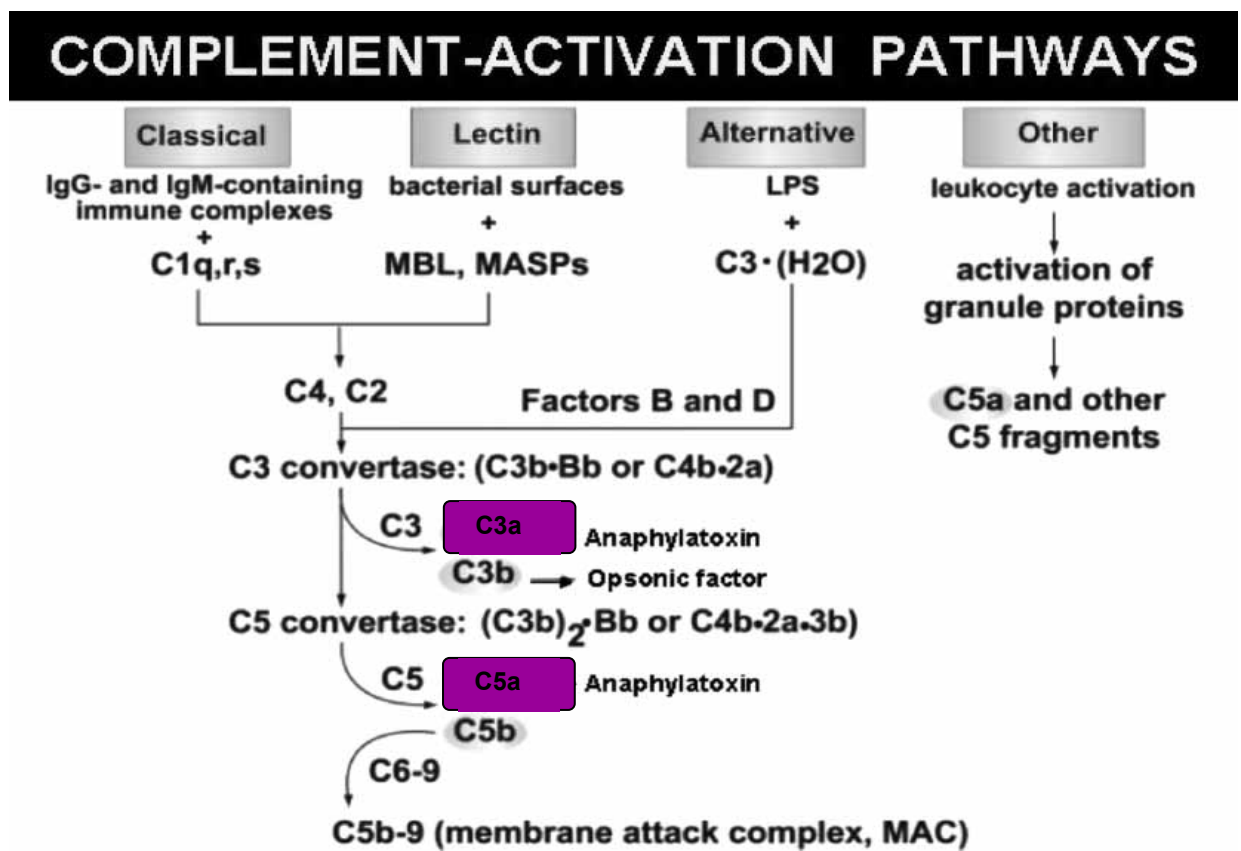 COMPLEMENT-ACTIVATION PATHWAYS
Classical
IgG- and IgM-containing
immune complexes
+
C1q,r,s
Lectin
bacterial surfaces
+
MBL, MASPs
Alternative
LPS
+
C3·(H2O)
Other
leukocyte activation
activation of
granule proteins
C5a and other
C5 fragments
C4, C2
Factors B and D
C3 convertase: (C3b•Bb or C4b•2a)
C3
C3a
Anaphylatoxin
C3b
Opsonic factor
C5 convertase: (C3b)2•Bb or C4b•2a•3b)
C5
C5a
Anaphylatoxin
C5b
C6-9
C5b-9 (membrane attack complex, MAC)